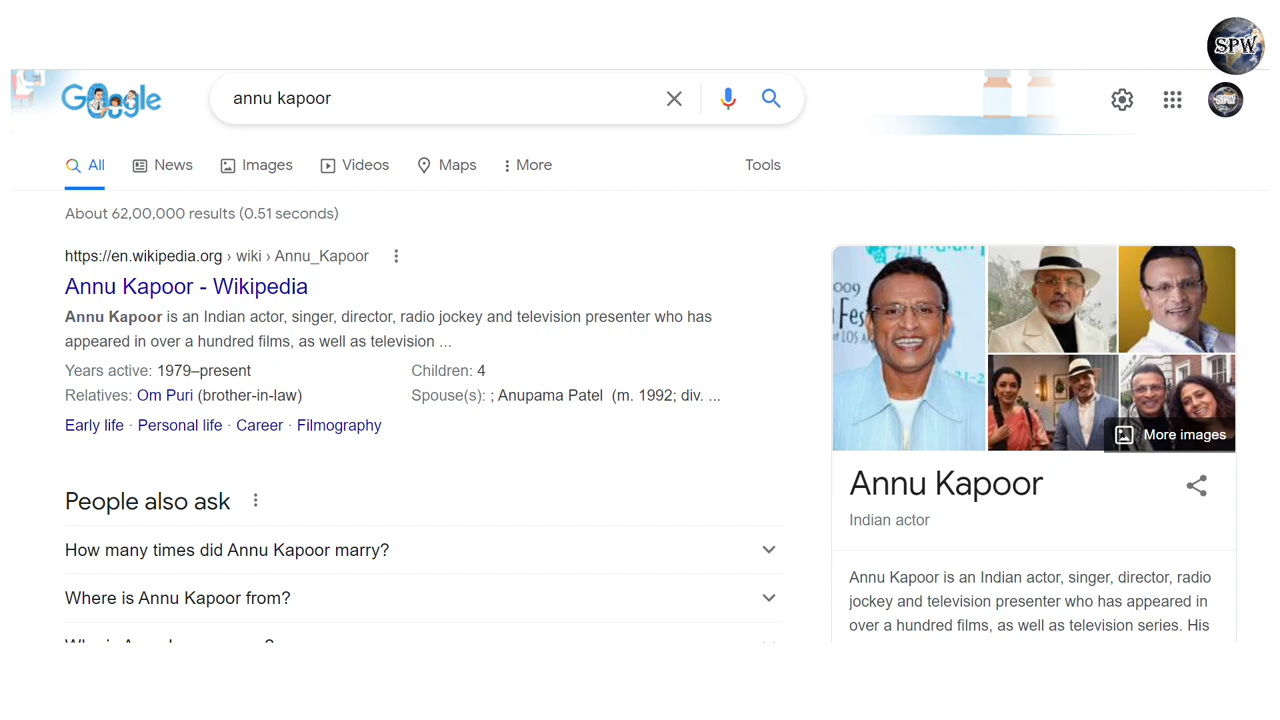 SPW
Google
annu kapoor
SPW
All
News
Images
Videos
Maps
More
Tools
About 62,00,000 results (0.51 seconds)
https://en.wikipedia.org › wiki › Annu_Kapoor
Annu Kapoor - Wikipedia
Annu Kapoor is an Indian actor, singer, director, radio jockey and television presenter who has
appeared in over a hundred films, as well as television ...
Years active: 1979–present
Children: 4
Relatives: Om Puri (brother-in-law)
Spouse(s): ; Anupama Patel (m. 1992; div. ...
Early life · Personal life · Career · Filmography
People also ask
How many times did Annu Kapoor marry?
Where is Annu Kapoor from?
2009
Fes
OF LOS A
More images
Annu Kapoor
Indian actor
Annu Kapoor is an Indian actor, singer, director, radio
jockey and television presenter who has appeared in
over a hundred films, as well as television series. His